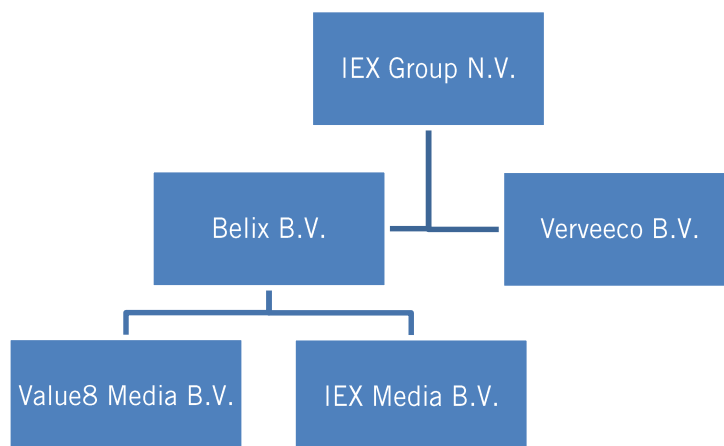 IEX Group N.V.
Belix B.V.
Verveeco B.V.
Value8 Media B.V.
IEX Media B.V.